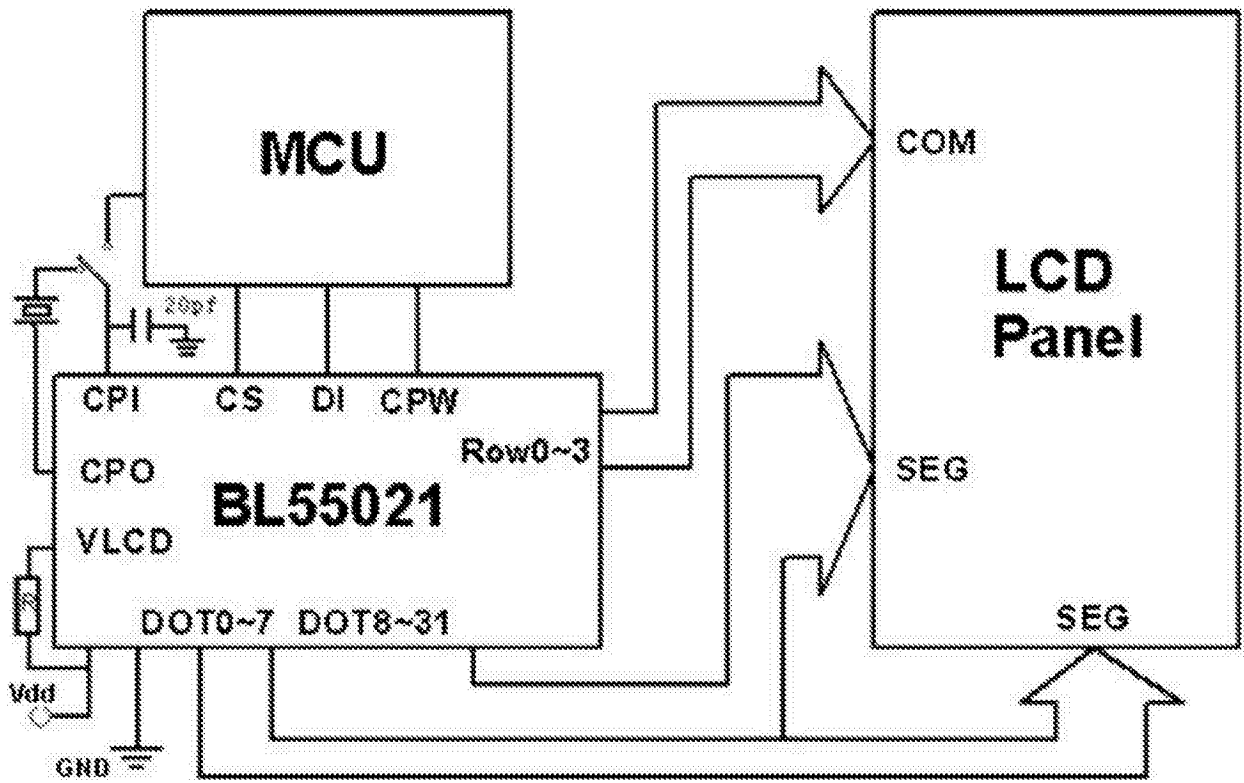 MCU
COM
LCD
Panel
20pf
CPI
CS
DI
CPW
Row0~3
CPO
SEG
BL55021
VLCD
DOT0~7
DOT8~31
SEG
Vdd
GND